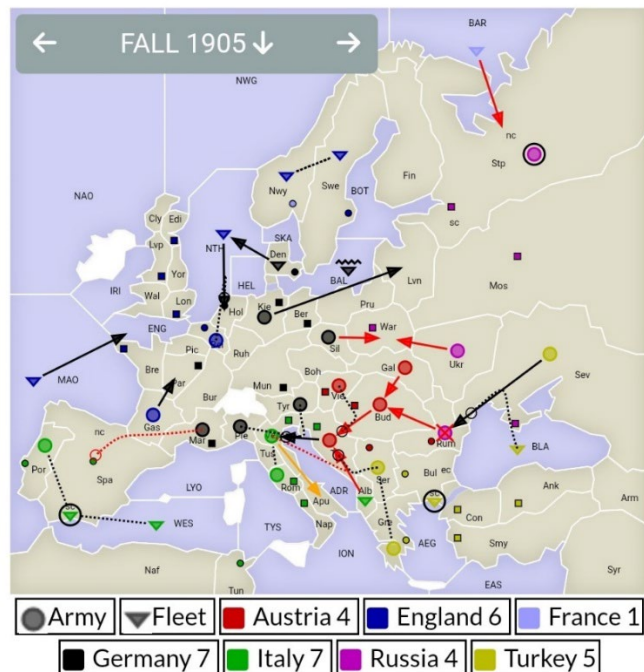 ← FALL 1905↓ →
BAR
NWG
nc
Stp
Fin
NAO
Nwy
Swe
BOT
sc
Cly Edi
SKA
Lvp
NTH
Den
Mos
IRI
Yor
HEL
BAL
Lvn
Wal
Lon
Hol
Kie
Ber
Pru
ENG
War
MAO
Pic
Ruh
Sil
Ukr
Bre
Par
Boh
Gal
Sev
Bur
Mun
Vie
Gas
Tyr
Bud
nc
Mar
Pie
Rum
BLA
Por
Spa
Tus
Ser
Bul ec
LYO
Rom
Apu
ADR
Alb
sc
Con
Ank
Arm
sc
WES
TYS
Nap
Gre
AEG
Smy
ION
Naf
Tun
EAS
Syr
Army Fleet Austria 4 England 6 France 1
Germany 7 Italy 7 Russia 4 Turkey 5